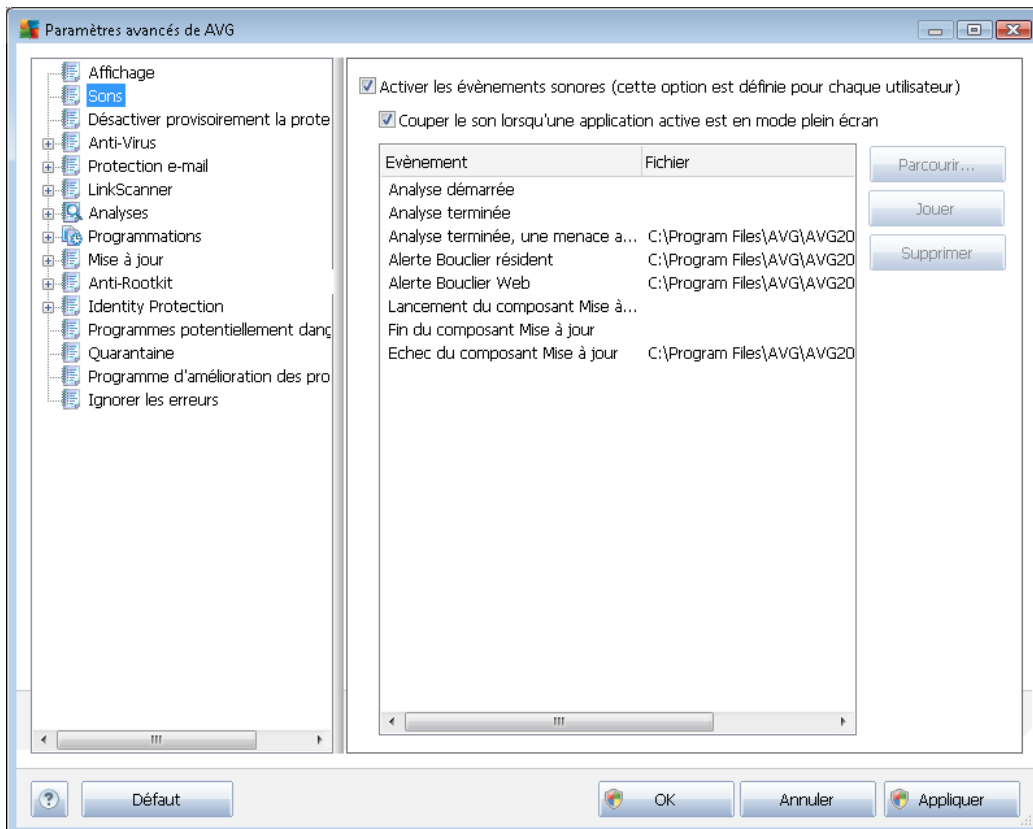 Paramètres avancés de AVG
Affichage
Sons
Désactiver provisoirement la prote
Anti-Virus
Protection e-mail
LinkScanner
Analyses
Programmations
Mise à jour
Anti-Rootkit
Identity Protection
Programmes potentiellement dang
Quarantaine
Programme d'amélioration des pro
Ignorer les erreurs
Activer les évènements sonores (cette option est définie pour chaque utilisateur)
Couper le son lorsqu'une application active est en mode plein écran
Evènement Fichier
Analyse démarrée
Analyse terminée
Analyse terminée, une menace a... C:\Program Files\AVG\AVG20
Alerte Bouclier résident C:\Program Files\AVG\AVG20
Alerte Bouclier Web C:\Program Files\AVG\AVG20
Lancement du composant Mise à...
Fin du composant Mise à jour
Echec du composant Mise à jour C:\Program Files\AVG\AVG20
Parcourir...
Jouer
Supprimer
? Défaut OK Annuler Appliquer